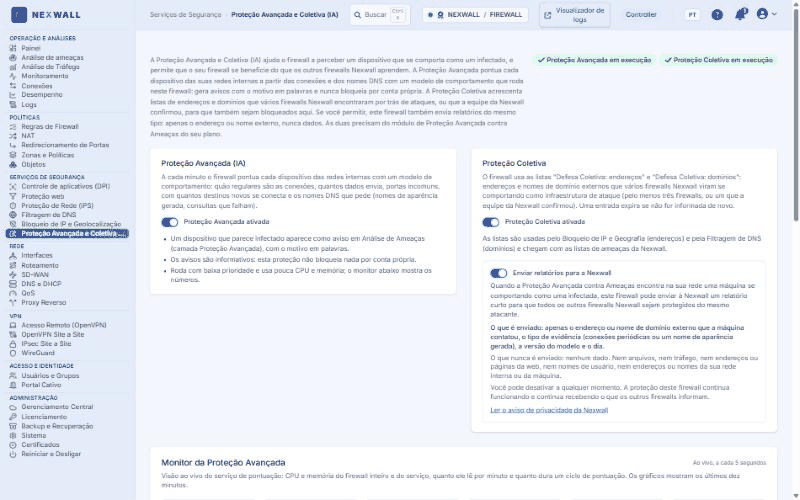 NEXWALL
Serviços de Segurança › Proteção Avançada e Coletiva (IA)
Buscar
Ctrl
K
NEXWALL / FIREWALL
Visualizador de
logs
Contröller
PT
OPERAÇÃO E ANÁLISES
Painel
Análise de ameaças
Análise de Tráfego
Monitoramento
Conexões
Desempenho
Logs
POLÍTICAS
Regras de Firewall
NAT
Redirecionamento de Portas
Zonas e Políticas
Objetos
SERVIÇOS DE SEGURANÇA
Controle de aplicativos (DPI)
Proteção web
Proteção de Rede (IPS)
Filtragem de DNS
Bloqueio de IP e Geolocalização
Proteção Avançada e Coletiva ...
REDE
Interfaces
Roteamento
SD-WAN
DNS e DHCP
QoS
Proxy Reverso
VPN
Acesso Remoto (OpenVPN)
OpenVPN Site a Site
IPsec Site a Site
WireGuard
ACESSO E IDENTIDADE
Usuários e Grupos
Portal Cativo
ADMINISTRAÇÃO
Gerenciamento Central
Licenciamento
Backup e Recuperação
Sistema
Certificados
Reiniciar e Desligar
A Proteção Avançada e Coletiva (IA) ajuda o firewall a perceber um dispositivo que se comporta como um infectado, e
permite que o seu firewall se beneficie do que os outros firewalls Nexwall aprendem. A Proteção Avançada pontua cada
dispositivo das suas redes internas a partir das conexões e dos nomes DNS com um modelo de comportamento que roda
neste firewall: gera avisos com o motivo em palavras e nunca bloqueia por conta própria. A Proteção Coletiva acrescenta
listas de endereços e domínios que vários firewalls Nexwall encontraram por trás de ataques, ou que a equipe da Nexwall
confirmou, para que também sejam bloqueados aqui. Se você permitir, este firewall também envia relatórios do mesmo
tipo: apenas o endereço ou nome externo, nunca dados. As duas precisam do módulo de Proteção Avançada contra
Ameaças do seu plano.
Proteção Avançada em execução
Proteção Coletiva em execução
Proteção Avançada (IA)
A cada minuto o firewall pontua cada dispositivo das redes internas com um modelo de
comportamento: quão regulares são as conexões, quantos dados envia, portas incomuns,
com quantos destinos novos se conecta e os nomes DNS que pede (nomes de aparência
gerada, consultas que falham).
Proteção Avançada ativada
• Um dispositivo que parece infectado aparece como aviso em Análise de Ameaças
(camada Proteção Avançada), com o motivo em palavras.
• Os avisos são informativos: esta proteção não bloqueia nada por conta própria.
• Roda com baixa prioridade e usa pouca CPU e memória; o monitor abaixo mostra os
números.
Proteção Coletiva
O firewall usa as listas "Defesa Coletiva: endereços" e "Defesa Coletiva: domínios":
endereços e nomes de domínio externos que vários firewalls Nexwall viram se
comportando como infraestrutura de ataque (pelo menos três firewalls, ou um que a
equipe da Nexwall confirmou). Uma entrada expira se não for informada de novo.
Proteção Coletiva ativada
As listas são usadas pelo Bloqueio de IP e Geografia (endereços) e pela Filtragem de DNS
(domínios) e chegam com as listas de ameaças da Nexwall.
Enviar relatórios para a Nexwall
Quando a Proteção Avançada contra Ameaças encontra na sua rede uma máquina se
comportando como uma infectada, este firewall pode enviar à Nexwall um relatório
curto para que todos os outros firewalls Nexwall sejam protegidos do mesmo
atacante.
O que é enviado: apenas o endereço ou nome de domínio externo que a máquina
contatou, o tipo de evidência (conexões periódicas ou um nome de aparência
gerada), a versão do modelo e o dia.
O que nunca é enviado: nenhum dado. Nem arquivos, nem tráfego, nem endereços ou
páginas da web, nem nomes de usuário, nem endereços ou nomes da sua rede
interna ou da máquina.
Você pode desativar a qualquer momento. A proteção deste firewall continua
funcionando e continua recebendo o que os outros firewalls informam.
Ler o aviso de privacidade da Nexwall
Monitor da Proteção Avançada
Ao vivo, a cada 5 segundos
Visão ao vivo do serviço de pontuação: CPU e memória do firewall inteiro e do serviço, quanto ele lê por minuto e quanto dura um ciclo de pontuação. Os gráficos mostram os últimos dez
minutos.